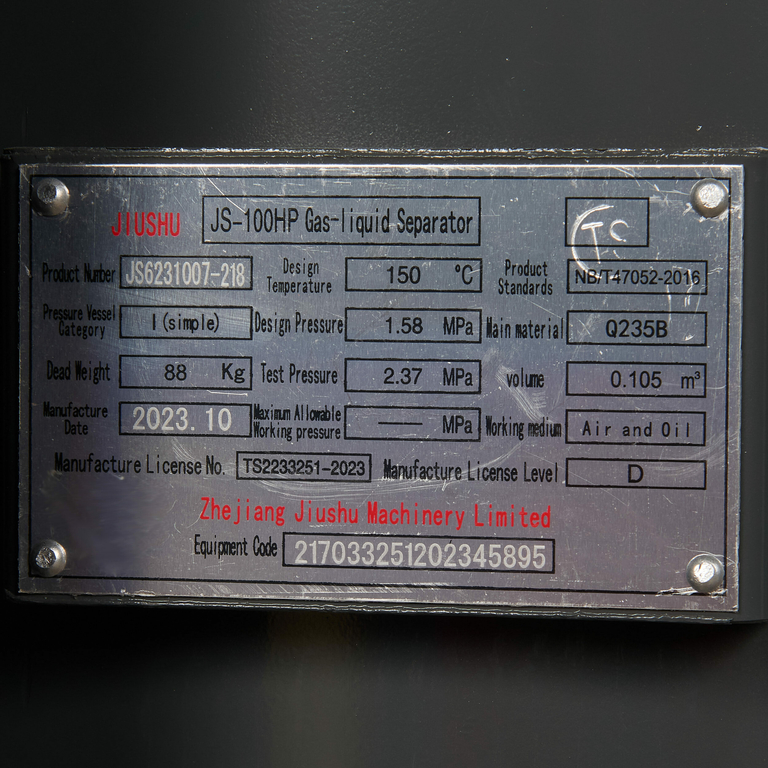 JIUSHU JS-100HP Gas-liquid Separator TC
Product Number JS6231007-218 Design Temperature 150 °C Product Standards NB/T47052-2016
Pressure Vessel Category I (simple) Design Pressure 1.58 MPa Main material Q235B
Dead Weight 88 Kg Test Pressure 2.37 MPa volume 0.105 m³
Manufacture Date 2023.10 Maximum Allowable Working pressure — MPa Working medium Air and Oil
Manufacture License No. TS2233251-2023 Manufacture License Level D
Zhejiang Jiushu Machinery Limited
Equipment Code 217033251202345895